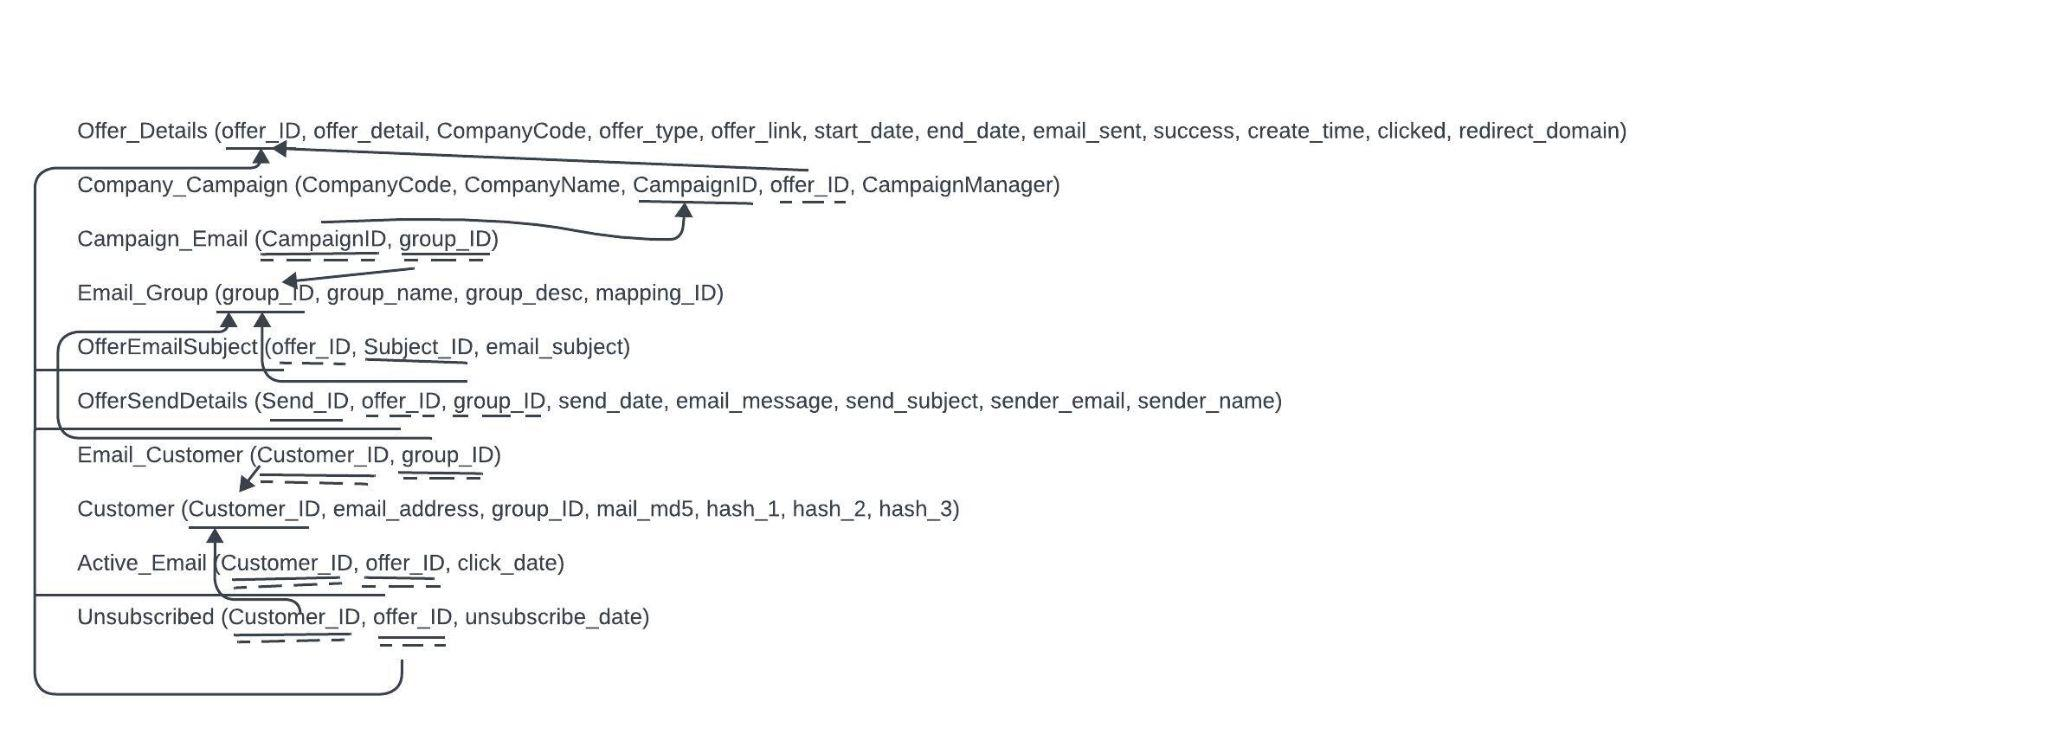 Offer_Details (offer_ID, offer_detail, CompanyCode, offer_type, offer_link, start_date, end_date, email_sent, success, create_time, clicked, redirect_domain)
Company_Campaign (CompanyCode, CompanyName, CampaignID, offer_ID, CampaignManager)
Campaign_Email (CampaignID, group_ID)
Email_Group (group_ID, group_name, group_desc, mapping_ID)
OfferEmailSubject (offer_ID, Subject_ID, email_subject)
OfferSendDetails (Send_ID, offer_ID, group_ID, send_date, email_message, send_subject, sender_email, sender_name)
Email_Customer (Customer_ID, group_ID)
Customer (Customer_ID, email_address, group_ID, mail_md5, hash_1, hash_2, hash_3)
Active_Email (Customer_ID, offer_ID, click_date)
Unsubscribed (Customer_ID, offer_ID, unsubscribe_date)